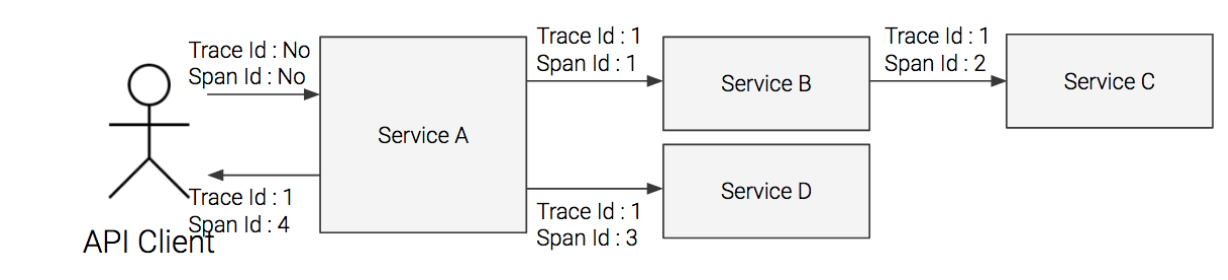 Trace Id : No
Span Id : No
Trace Id : 1
Span Id : 1
Trace Id : 1
Span Id : 2
Service A
Service B
Service C
Service D
Trace Id : 1
Span Id : 4
Trace Id : 1
Span Id : 3
API Client